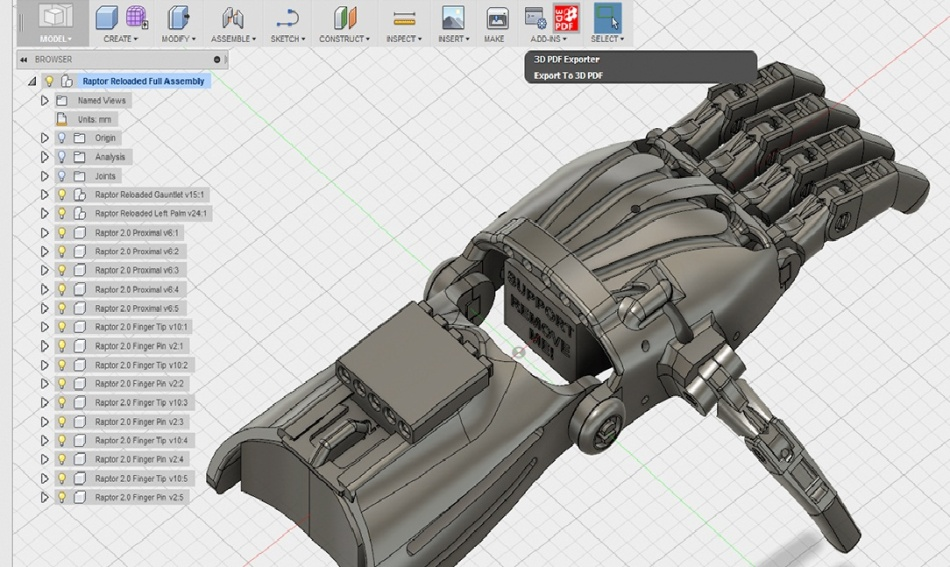 MODEL
CREATE
MODIFY
ASSEMBLE
SKETCH
CONSTRUCT
INSPECT
INSERT
MAKE
3D PDF
ADD-INS
SELECT
BROWSER
3D PDF Exporter
Export To 3D PDF
Raptor Reloaded Full Assembly
Named Views
Units: mm
Origin
Analysis
Joints
Raptor Reloaded Gauntlet v15:1
Raptor Reloaded Left Palm v24:1
Raptor 2.0 Proximal v6:1
Raptor 2.0 Proximal v6:2
Raptor 2.0 Proximal v6:3
Raptor 2.0 Proximal v6:4
Raptor 2.0 Proximal v6:5
Raptor 2.0 Finger Tip v10:1
Raptor 2.0 Finger Pin v2:1
Raptor 2.0 Finger Tip v10:2
Raptor 2.0 Finger Pin v2:2
Raptor 2.0 Finger Tip v10:3
Raptor 2.0 Finger Pin v2:3
Raptor 2.0 Finger Tip v10:4
Raptor 2.0 Finger Pin v2:4
Raptor 2.0 Finger Tip v10:5
Raptor 2.0 Finger Pin v2:5
SUPPORT
REMOVE
ME!